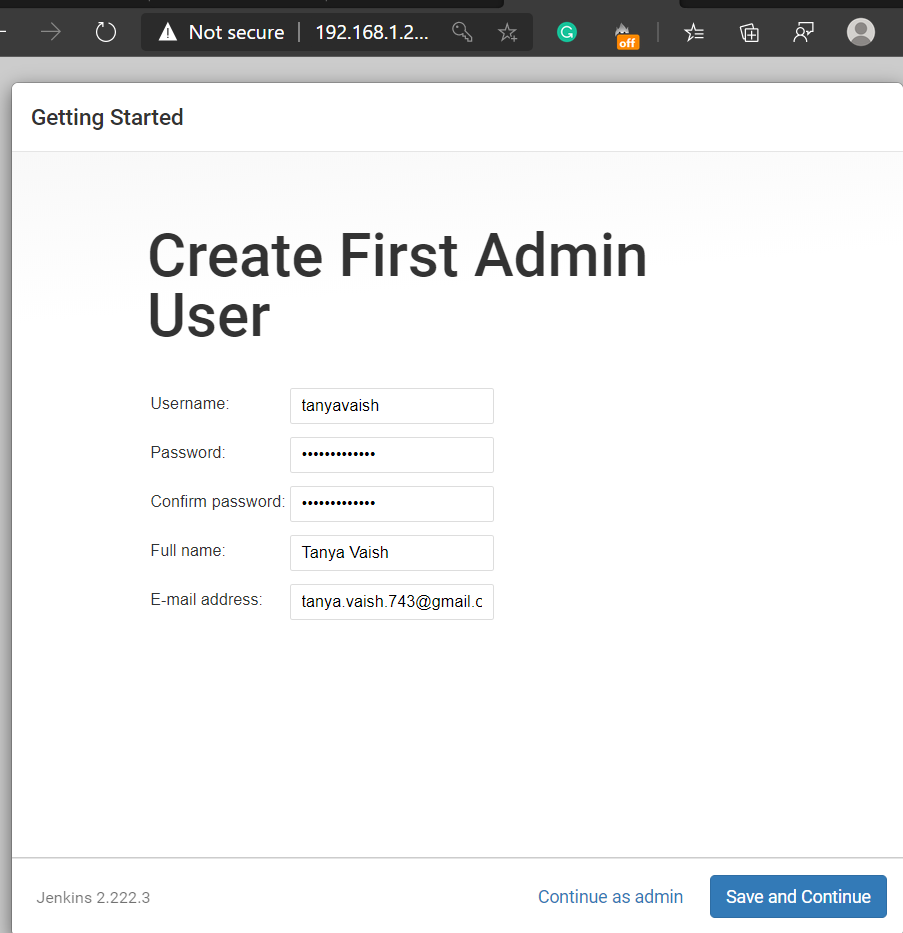 Not secure 192.168.1.2...
off
Getting Started
Create First Admin
User
Username: tanyavaish
Password: •••••••••••••
Confirm password: •••••••••••••
Full name: Tanya Vaish
E-mail address: tanya.vaish.743@gmail.c
Jenkins 2.222.3 Continue as admin Save and Continue